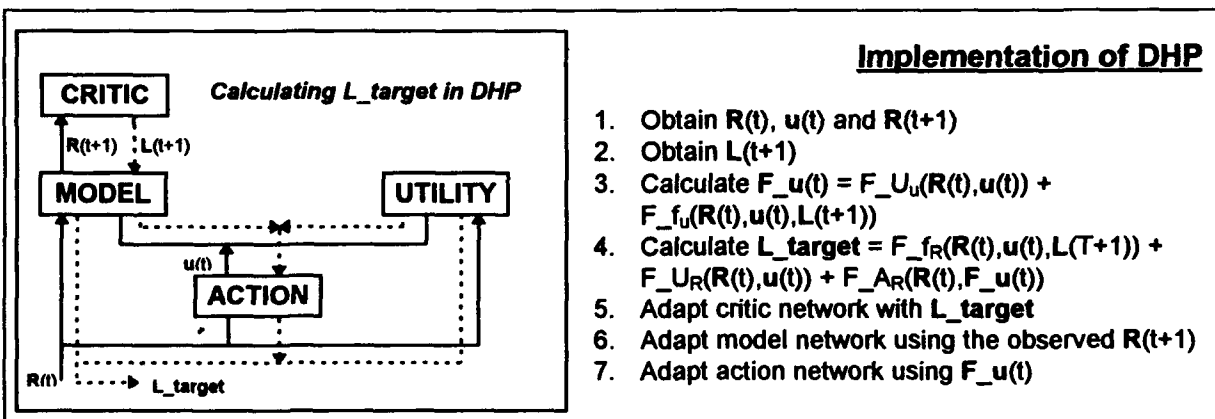 Calculating L_target in DHP
CRITIC
R(t+1)
L(t+1)
MODEL
UTILITY
u(t)
ACTION
R(t)
L_target
Implementation of DHP
1. Obtain R(t), u(t) and R(t+1)
2. Obtain L(t+1)
3. Calculate F_u(t) = F_Uu(R(t),u(t)) +
F_fu(R(t),u(t),L(t+1))
4. Calculate L_target = F_fR(R(t),u(t),L(T+1)) +
F_UR(R(t),u(t)) + F_AR(R(t),F_u(t))
5. Adapt critic network with L_target
6. Adapt model network using the observed R(t+1)
7. Adapt action network using F_u(t)